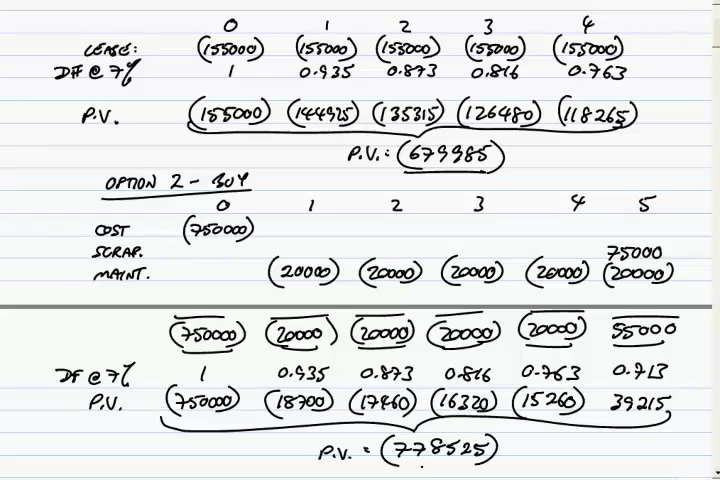 0 1 2 3 4
LEASE: (155000) (155000) (155000) (155000) (155000)
DF @ 7% 1 0.935 0.873 0.816 0.763
P.V. (155000) (144925) (135315) (126480) (118265)
P.V. = (679985)
OPTION 2 - BUY
0 1 2 3 4 5
COST (750000)
SCRAP. 75000
MAINT. (20000) (20000) (20000) (20000) (20000)
(750000) (20000) (20000) (20000) (20000) 55000
DF @ 7% 1 0.935 0.873 0.816 0.763 0.713
P.V. (750000) (18700) (17460) (16320) (15260) 39215
P.V. = (778525)